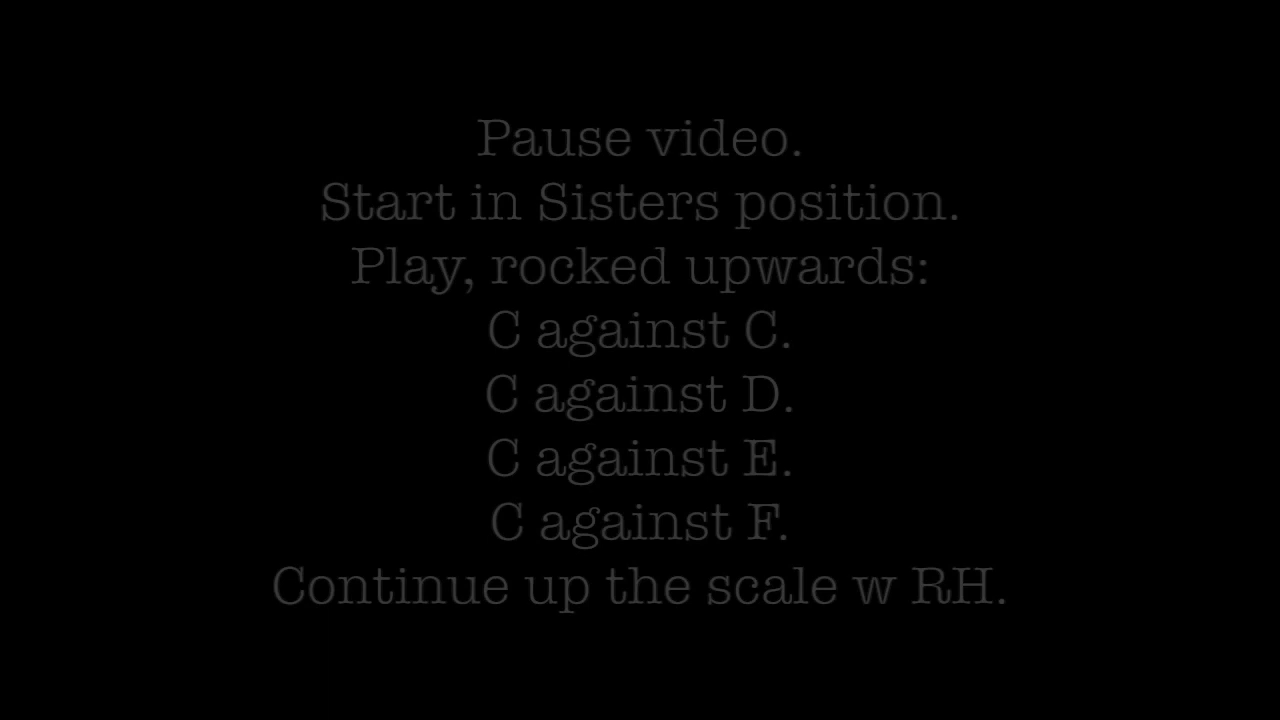 Pause video.
Start in Sisters position.
Play, rocked upwards:
C against C.
C against D.
C against E.
C against F.
Continue up the scale w RH.